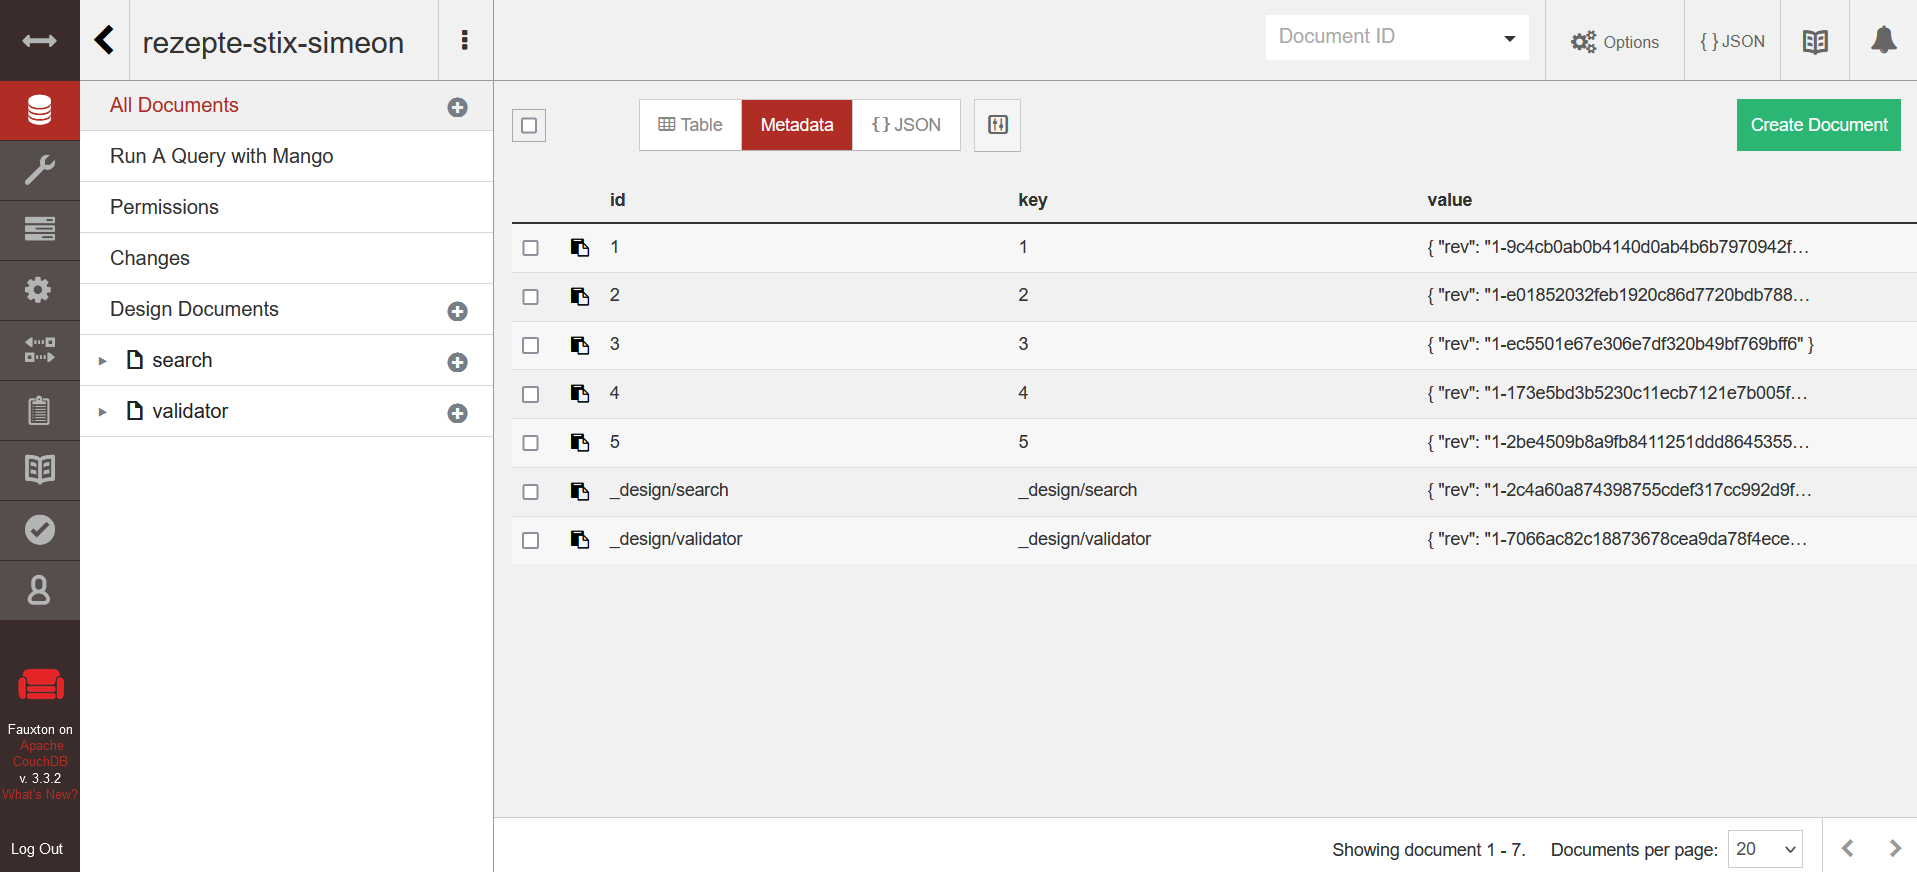 rezepte-stix-simeon
Document ID
Options
{ } JSON
All Documents
Run A Query with Mango
Permissions
Changes
Design Documents
search
validator
Table
Metadata
{ } JSON
Create Document
id key value
1 1 { "rev": "1-9c4cb0ab0b4140d0ab4b6b7970942f…
2 2 { "rev": "1-e01852032feb1920c86d7720bdb788…
3 3 { "rev": "1-ec5501e67e306e7df320b49bf769bff6" }
4 4 { "rev": "1-173e5bd3b5230c11ecb7121e7b005f…
5 5 { "rev": "1-2be4509b8a9fb8411251ddd8645355…
_design/search _design/search { "rev": "1-2c4a60a874398755cdef317cc992d9f…
_design/validator _design/validator { "rev": "1-7066ac82c18873678cea9da78f4ece…
Fauxton on
Apache
CouchDB
v. 3.3.2
What's New?
Log Out
Showing document 1 - 7.
Documents per page:
20